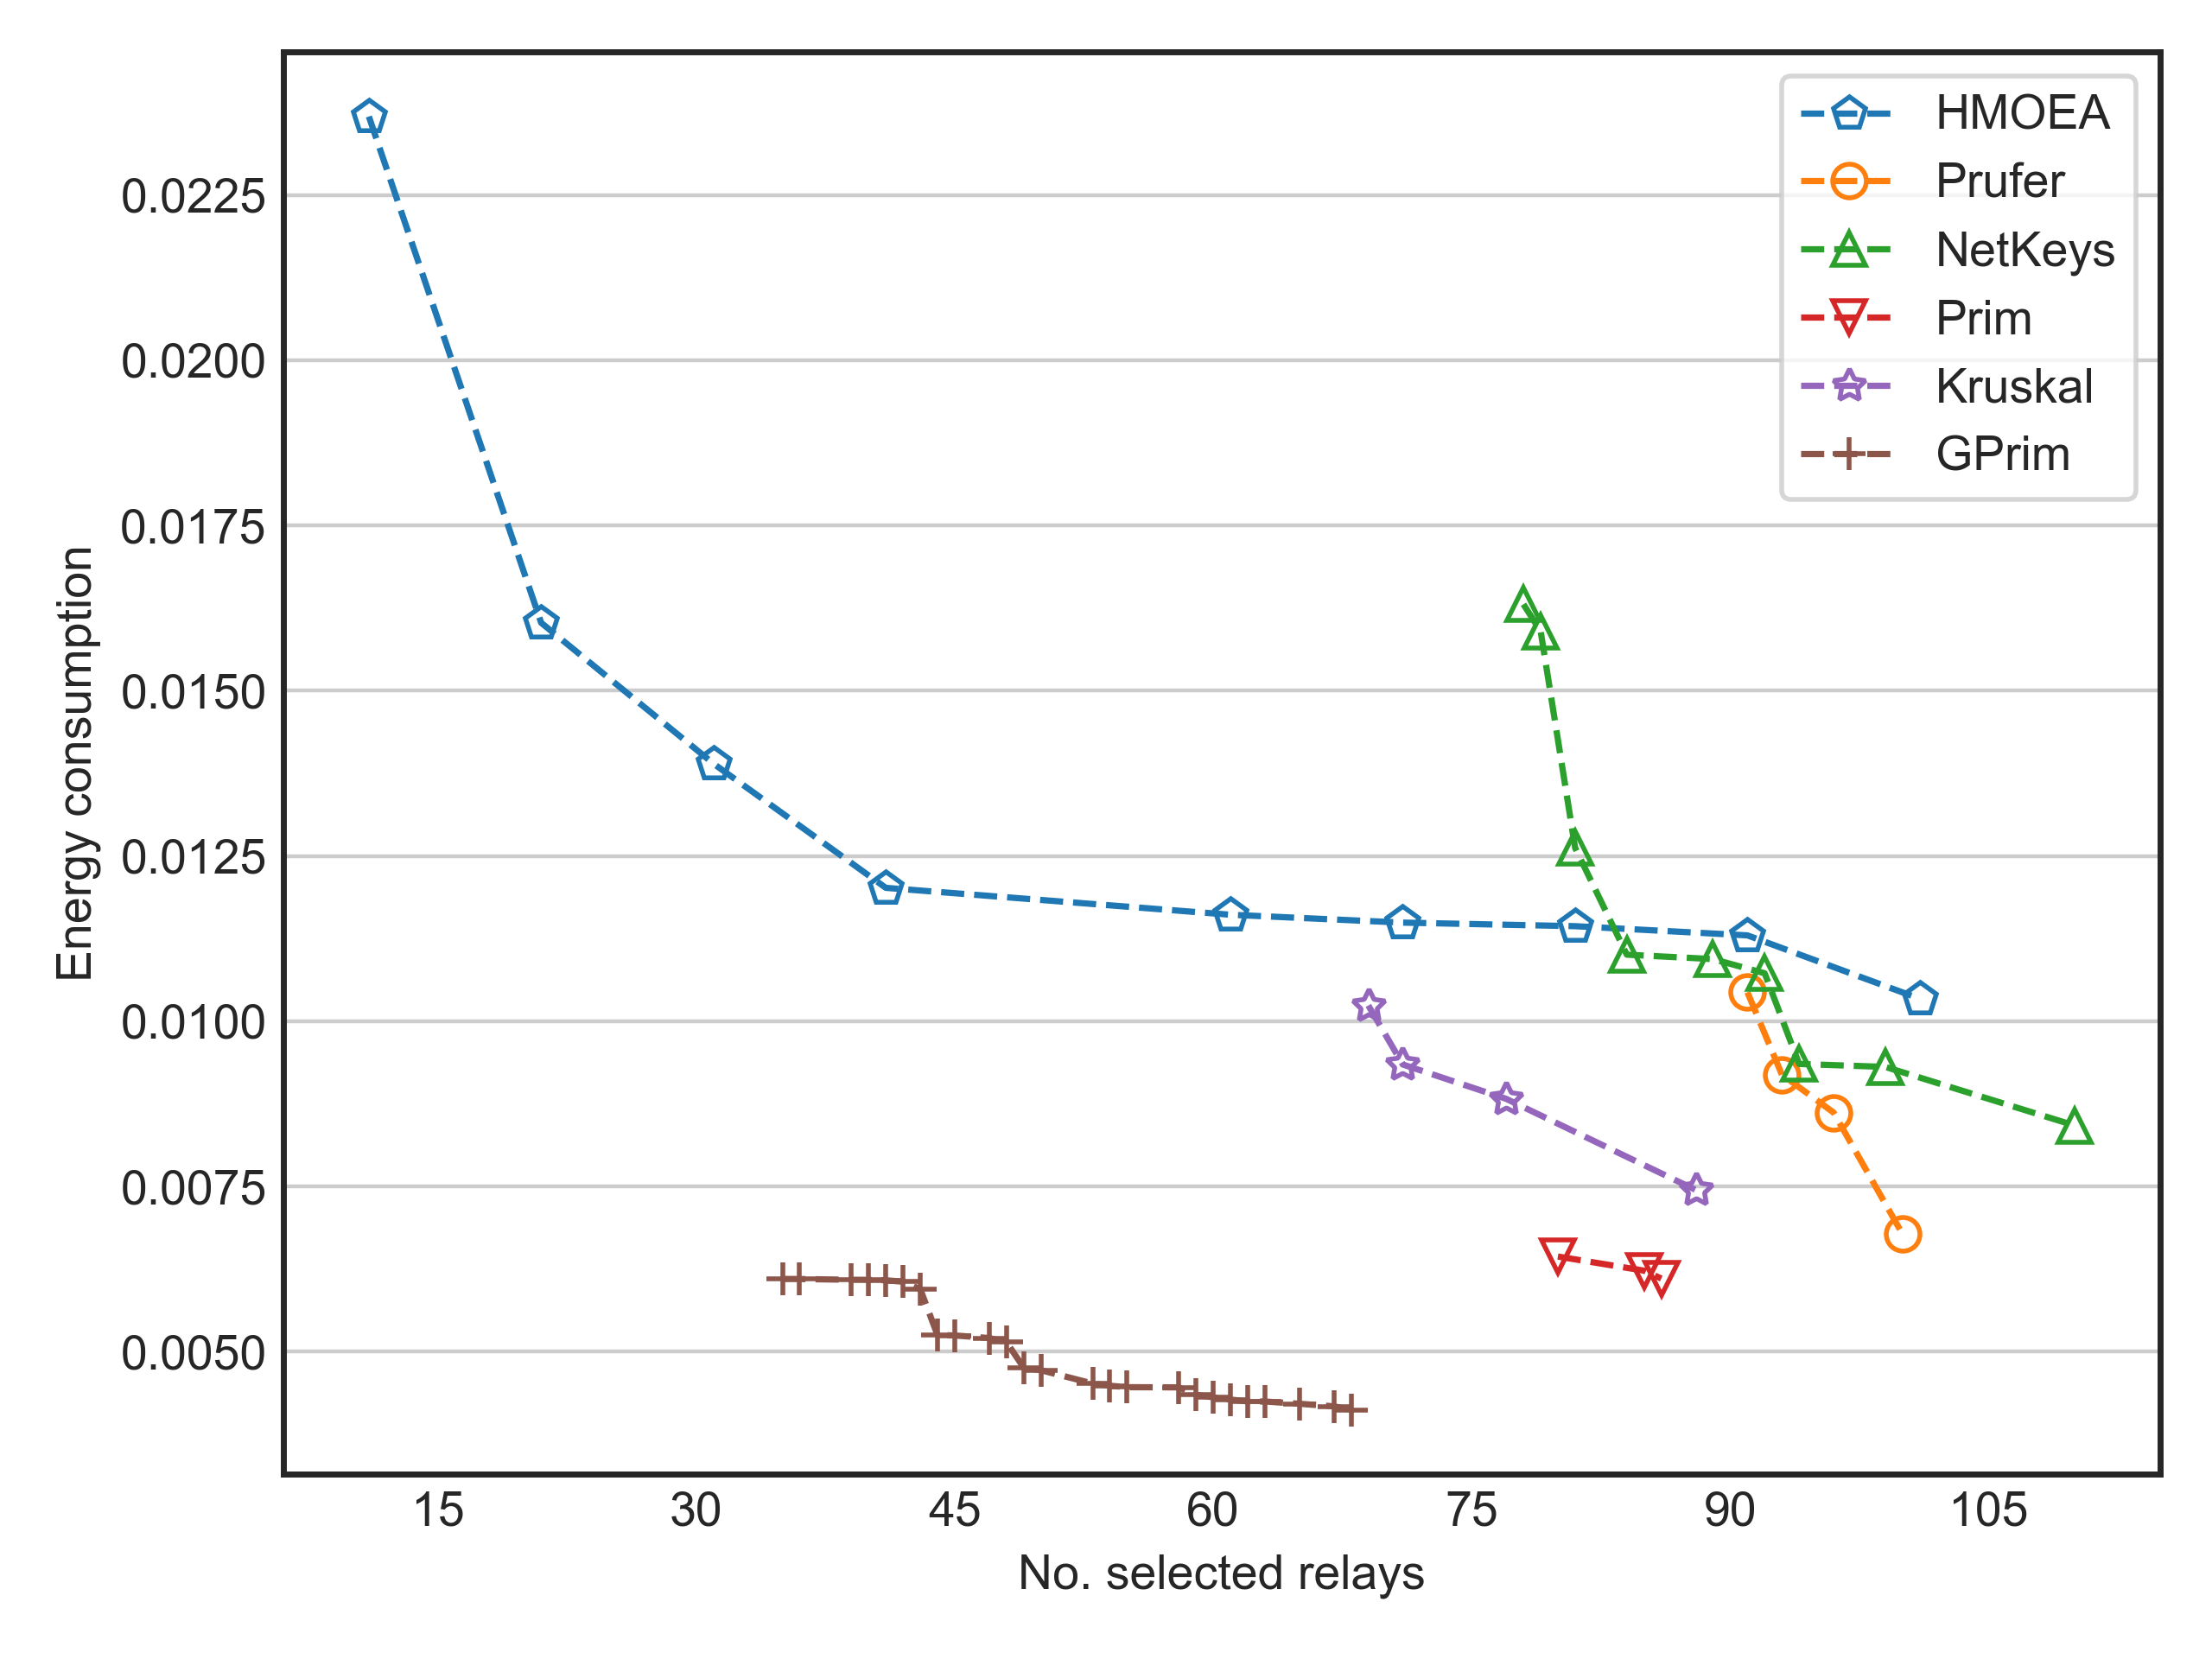 HMOEA
Prufer
NetKeys
Prim
Kruskal
GPrim
0.0225
0.0200
0.0175
0.0150
0.0125
0.0100
0.0075
0.0050
Energy consumption
15 30 45 60 75 90 105
No. selected relays